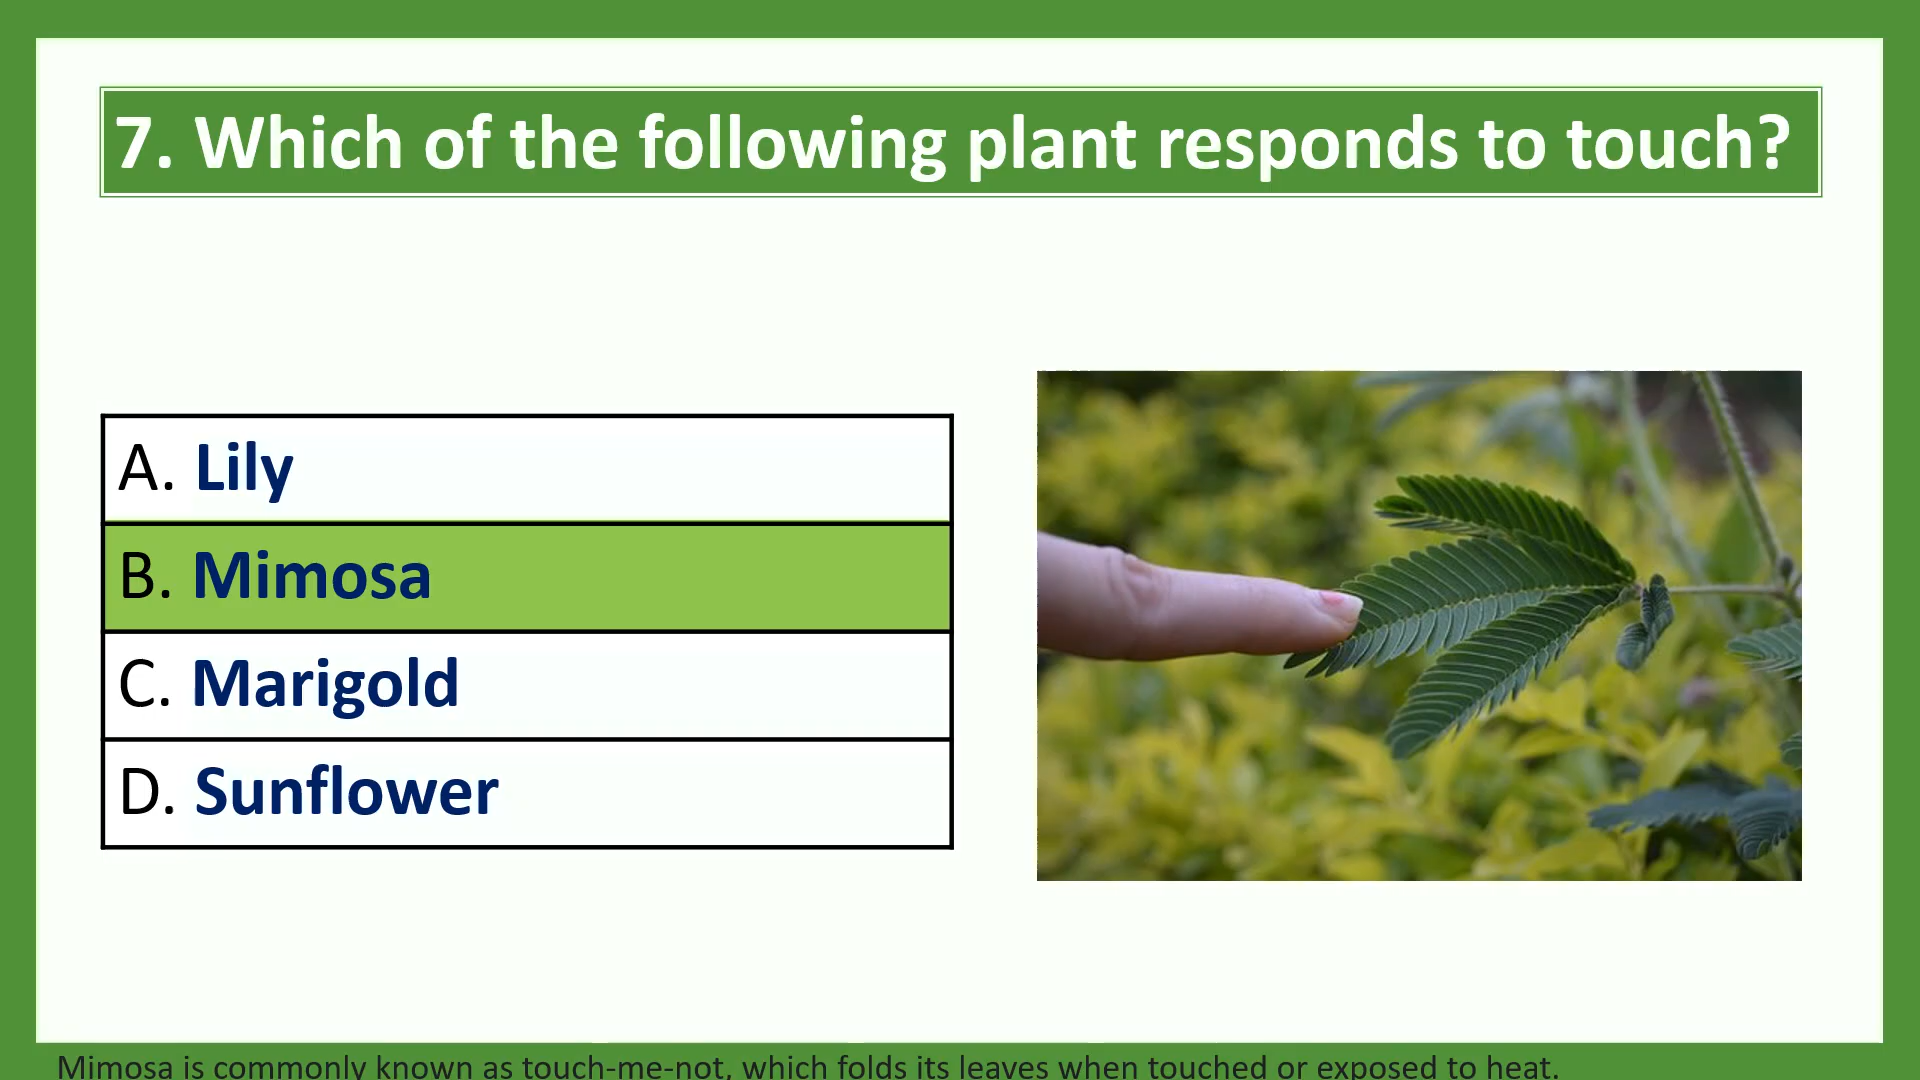 7. Which of the following plant responds to touch?
A. Lily
B. Mimosa
C. Marigold
D. Sunflower
Mimosa is commonly known as touch-me-not, which folds its leaves when touched or exposed to heat.